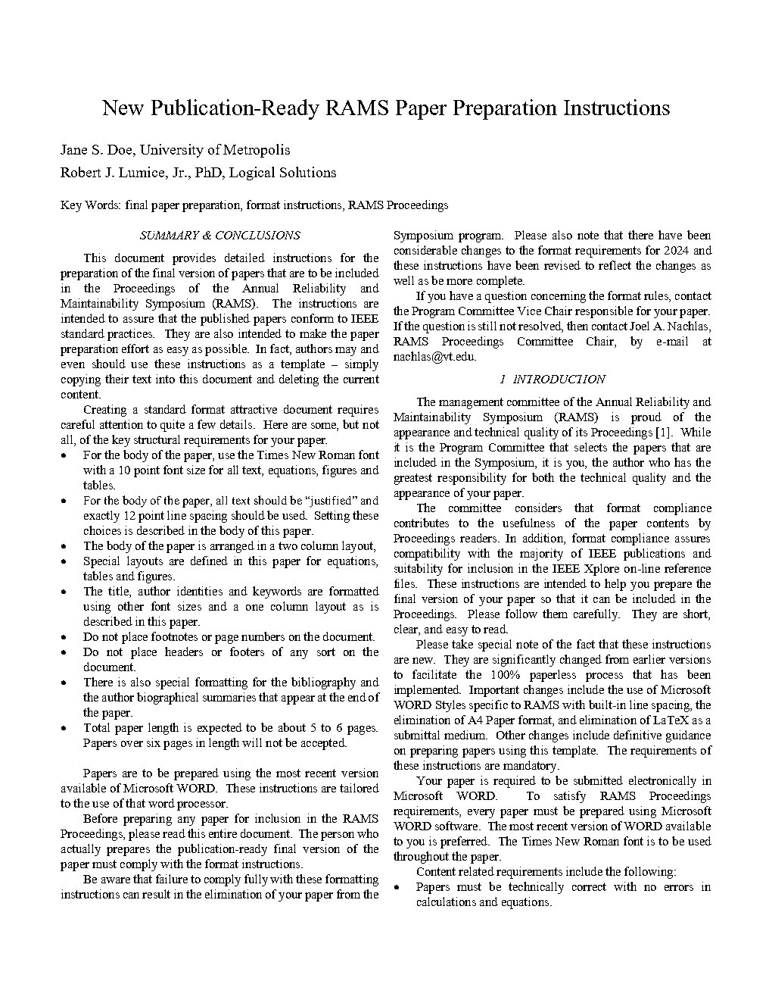 New Publication-Ready RAMS Paper Preparation Instructions
Jane S. Doe, University of Metropolis
Robert J. Lumice, Jr., PhD, Logical Solutions
Key Words: final paper preparation, format instructions, RAMS Proceedings
SUMMARY & CONCLUSIONS
This document provides detailed instructions for the
preparation of the final version of papers that are to be included
in the Proceedings of the Annual Reliability and
Maintainability Symposium (RAMS). The instructions are
intended to assure that the published papers conform to IEEE
standard practices. They are also intended to make the paper
preparation effort as easy as possible. In fact, authors may and
even should use these instructions as a template – simply
copying their text into this document and deleting the current
content.
Creating a standard format attractive document requires
careful attention to quite a few details. Here are some, but not
all, of the key structural requirements for your paper.
• For the body of the paper, use the Times New Roman font
with a 10 point font size for all text, equations, figures and
tables.
• For the body of the paper, all text should be “justified” and
exactly 12 point line spacing should be used. Setting these
choices is described in the body of this paper.
• The body of the paper is arranged in a two column layout,
• Special layouts are defined in this paper for equations,
tables and figures.
• The title, author identities and keywords are formatted
using other font sizes and a one column layout as is
described in this paper.
• Do not place footnotes or page numbers on the document.
• Do not place headers or footers of any sort on the
document.
• There is also special formatting for the bibliography and
the author biographical summaries that appear at the end of
the paper.
• Total paper length is expected to be about 5 to 6 pages.
Papers over six pages in length will not be accepted.
Papers are to be prepared using the most recent version
available of Microsoft WORD. These instructions are tailored
to the use of that word processor.
Before preparing any paper for inclusion in the RAMS
Proceedings, please read this entire document. The person who
actually prepares the publication-ready final version of the
paper must comply with the format instructions.
Be aware that failure to comply fully with these formatting
instructions can result in the elimination of your paper from the
Symposium program. Please also note that there have been
considerable changes to the format requirements for 2024 and
these instructions have been revised to reflect the changes as
well as be more complete.
If you have a question concerning the format rules, contact
the Program Committee Vice Chair responsible for your paper.
If the question is still not resolved, then contact Joel A. Nachlas,
RAMS Proceedings Committee Chair, by e-mail at
nachlas@vt.edu.
1 INTRODUCTION
The management committee of the Annual Reliability and
Maintainability Symposium (RAMS) is proud of the
appearance and technical quality of its Proceedings [1]. While
it is the Program Committee that selects the papers that are
included in the Symposium, it is you, the author who has the
greatest responsibility for both the technical quality and the
appearance of your paper.
The committee considers that format compliance
contributes to the usefulness of the paper contents by
Proceedings readers. In addition, format compliance assures
compatibility with the majority of IEEE publications and
suitability for inclusion in the IEEE Xplore on-line reference
files. These instructions are intended to help you prepare the
final version of your paper so that it can be included in the
Proceedings. Please follow them carefully. They are short,
clear, and easy to read.
Please take special note of the fact that these instructions
are new. They are significantly changed from earlier versions
to facilitate the 100% paperless process that has been
implemented. Important changes include the use of Microsoft
WORD Styles specific to RAMS with built-in line spacing, the
elimination of A4 Paper format, and elimination of LaTeX as a
submittal medium. Other changes include definitive guidance
on preparing papers using this template. The requirements of
these instructions are mandatory.
Your paper is required to be submitted electronically in
Microsoft WORD. To satisfy RAMS Proceedings
requirements, every paper must be prepared using Microsoft
WORD software. The most recent version of WORD available
to you is preferred. The Times New Roman font is to be used
throughout the paper.
Content related requirements include the following:
• Papers must be technically correct with no errors in
calculations and equations.